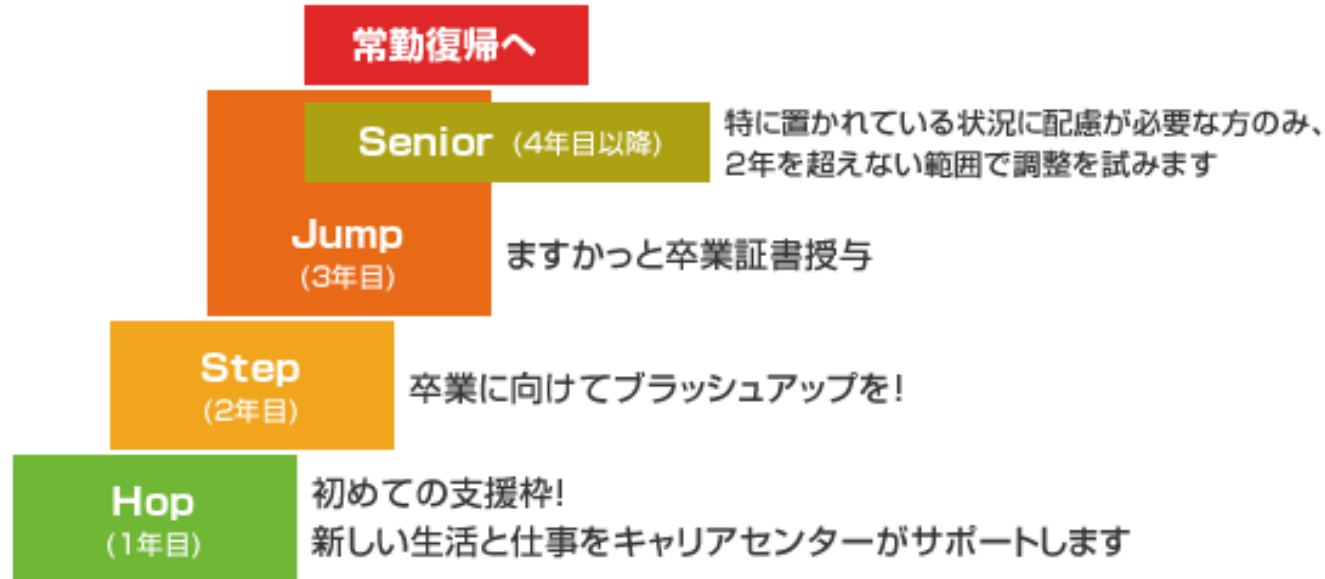 常勤復帰へ
Senior (4年目以降)
特に置かれている状況に配慮が必要な方のみ、
2年を超えない範囲で調整を試みます
Jump
(3年目)
ますかっと卒業証書授与
Step
(2年目)
卒業に向けてブラッシュアップを!
Hop
(1年目)
初めての支援枠!
新しい生活と仕事をキャリアセンターがサポートします